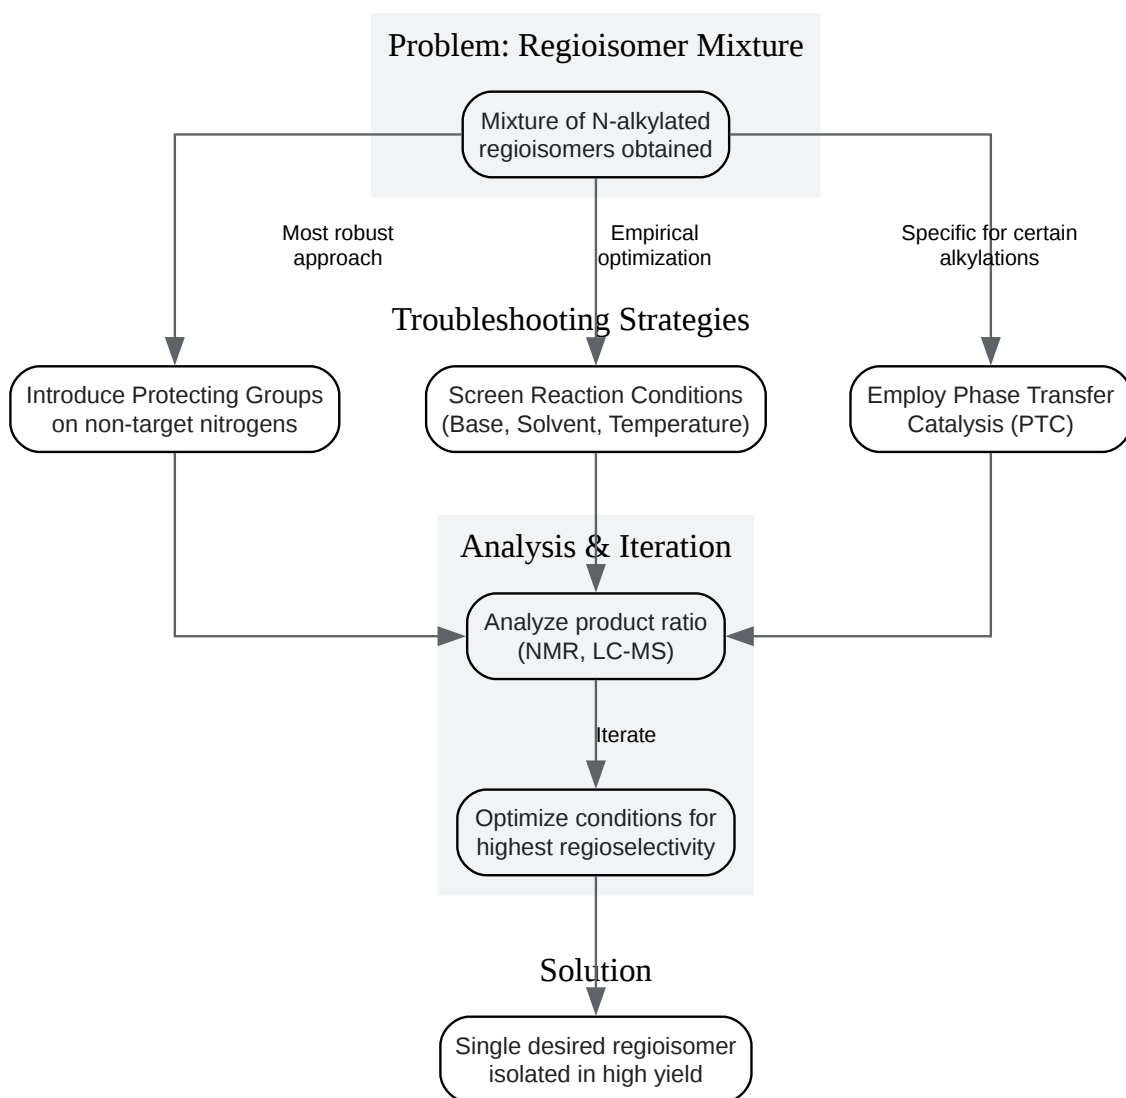 Problem: Regioisomer Mixture
Mixture of N-alkylated
regioisomers obtained
Most robust
approach
Empirical
optimization
Specific for certain
alkylations
Troubleshooting Strategies
Introduce Protecting Groups
on non-target nitrogens
Screen Reaction Conditions
(Base, Solvent, Temperature)
Employ Phase Transfer
Catalysis (PTC)
Analysis & Iteration
Analyze product ratio
(NMR, LC-MS)
Iterate
Optimize conditions for
highest regioselectivity
Solution
Single desired regioisomer
isolated in high yield